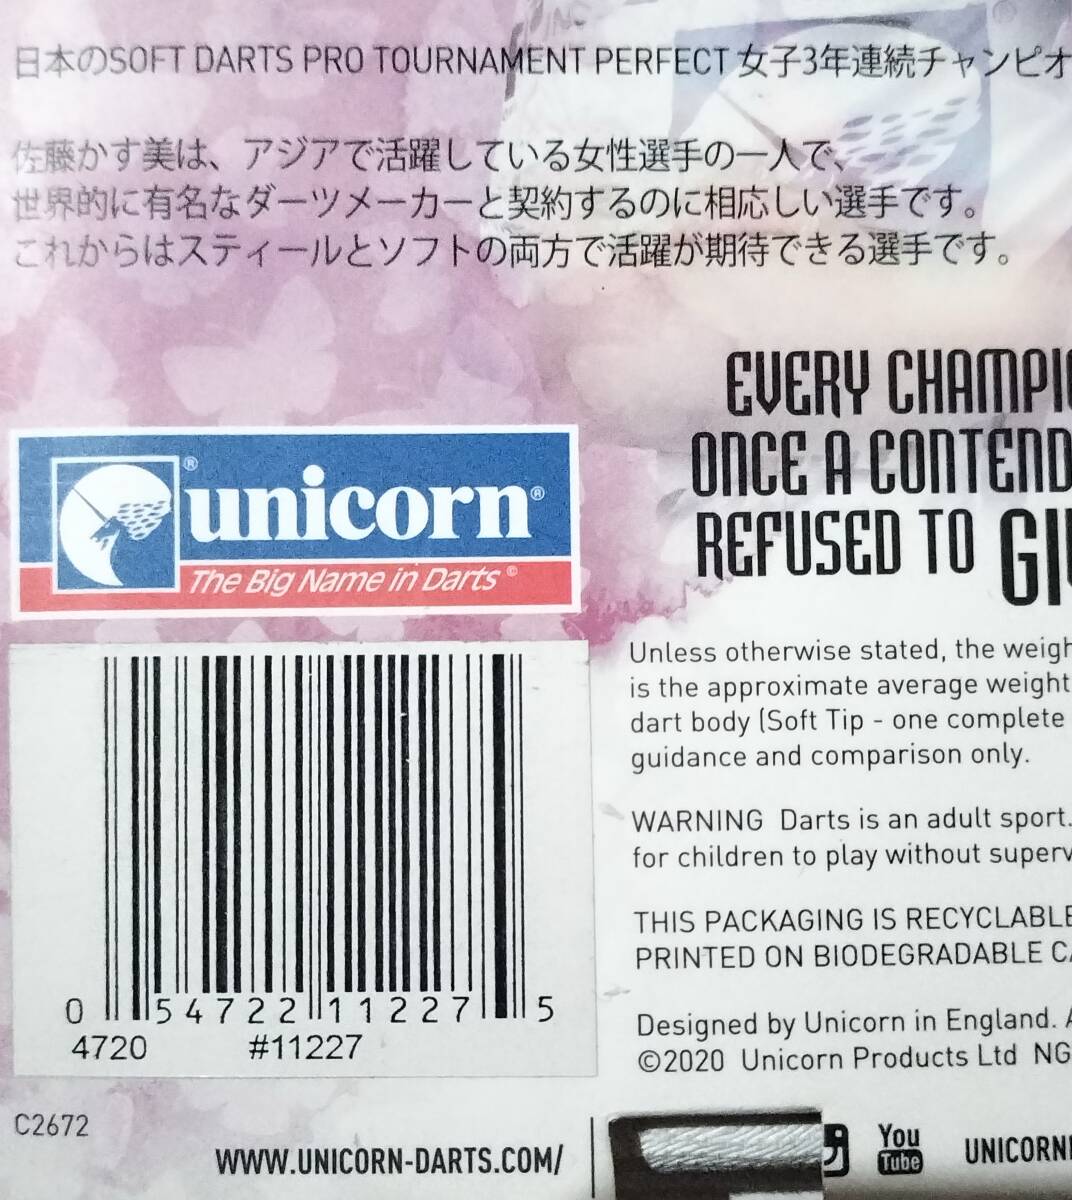 日本のSOFT DARTS PRO TOURNAMENT PERFECT 女子3年連続チャンピオ
佐藤かす美は、アジアで活躍している女性選手の一人で、
世界的に有名なダーツメーカーと契約するのに相応しい選手です。
これからはスティールとソフトの両方で活躍が期待できる選手です。
EVERY CHAMPI
ONCE A CONTEND
REFUSED TO GI
unicorn®
The Big Name in Darts©
Unless otherwise stated, the weigh
is the approximate average weight
dart body (Soft Tip - one complete
guidance and comparison only.
WARNING Darts is an adult sport.
for children to play without superv
THIS PACKAGING IS RECYCLABLE
PRINTED ON BIODEGRADABLE CA
Designed by Unicorn in England. A
©2020 Unicorn Products Ltd NG
0 54722 11227 5
4720 #11227
C2672
WWW.UNICORN-DARTS.COM/
You Tube
UNICORN